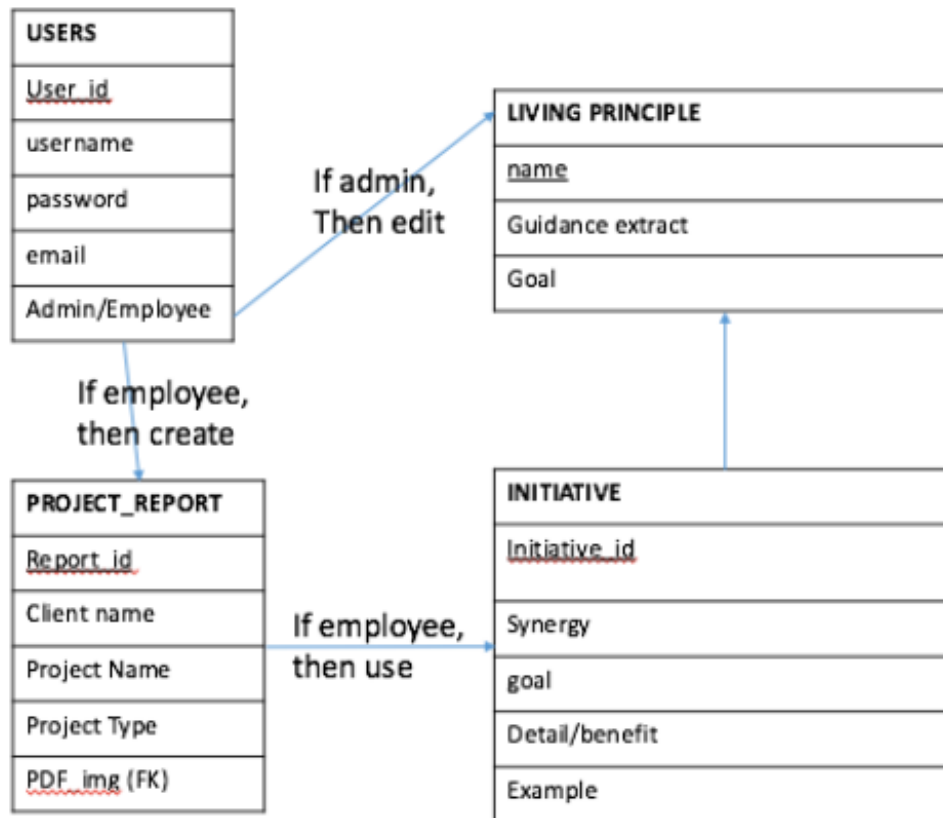 USERS
User_id
username
password
email
Admin/Employee
If admin,
Then edit
LIVING PRINCIPLE
name
Guidance extract
Goal
If employee,
then create
PROJECT_REPORT
Report_id
Client name
Project Name
Project Type
PDF_img (FK)
If employee,
then use
INITIATIVE
Initiative_id
Synergy
goal
Detail/benefit
Example